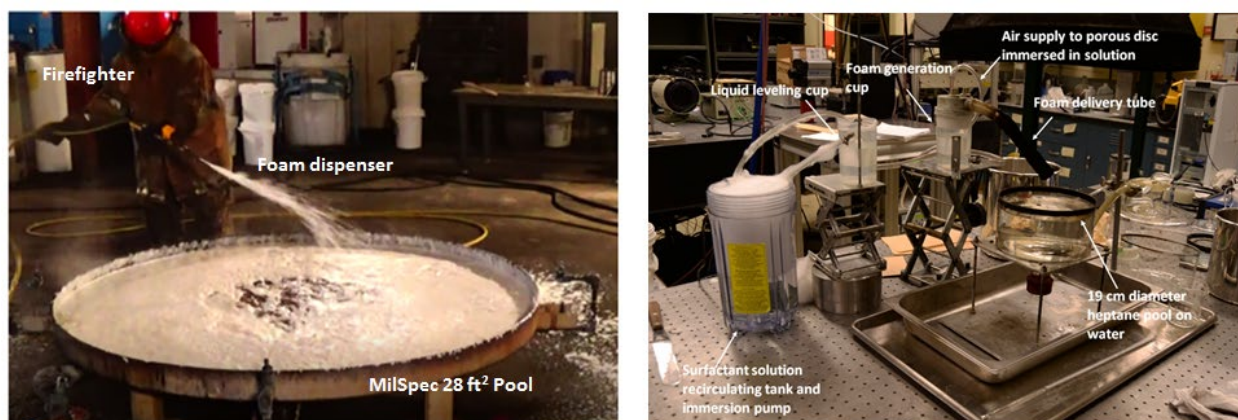 Firefighter
Foam dispenser
MilSpec 28 ft² Pool
Air supply to porous disc
immersed in solution
Foam generation
cup
Liquid leveling cup
Foam delivery tube
19 cm diameter
heptane pool on
water
Surfactant solution
recirculating tank and
immersion pump